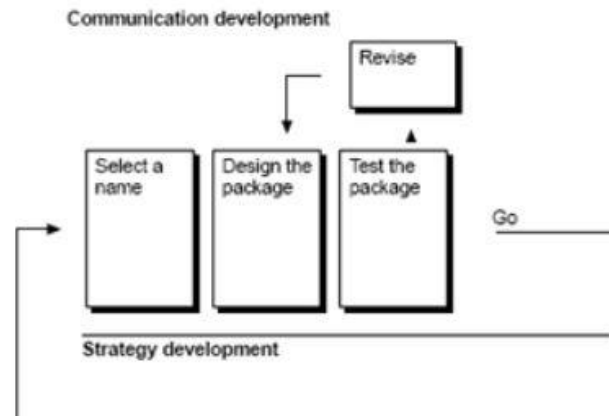 Communication development
Revise
Select a
name
Design the
package
Test the
package
Go
Strategy development